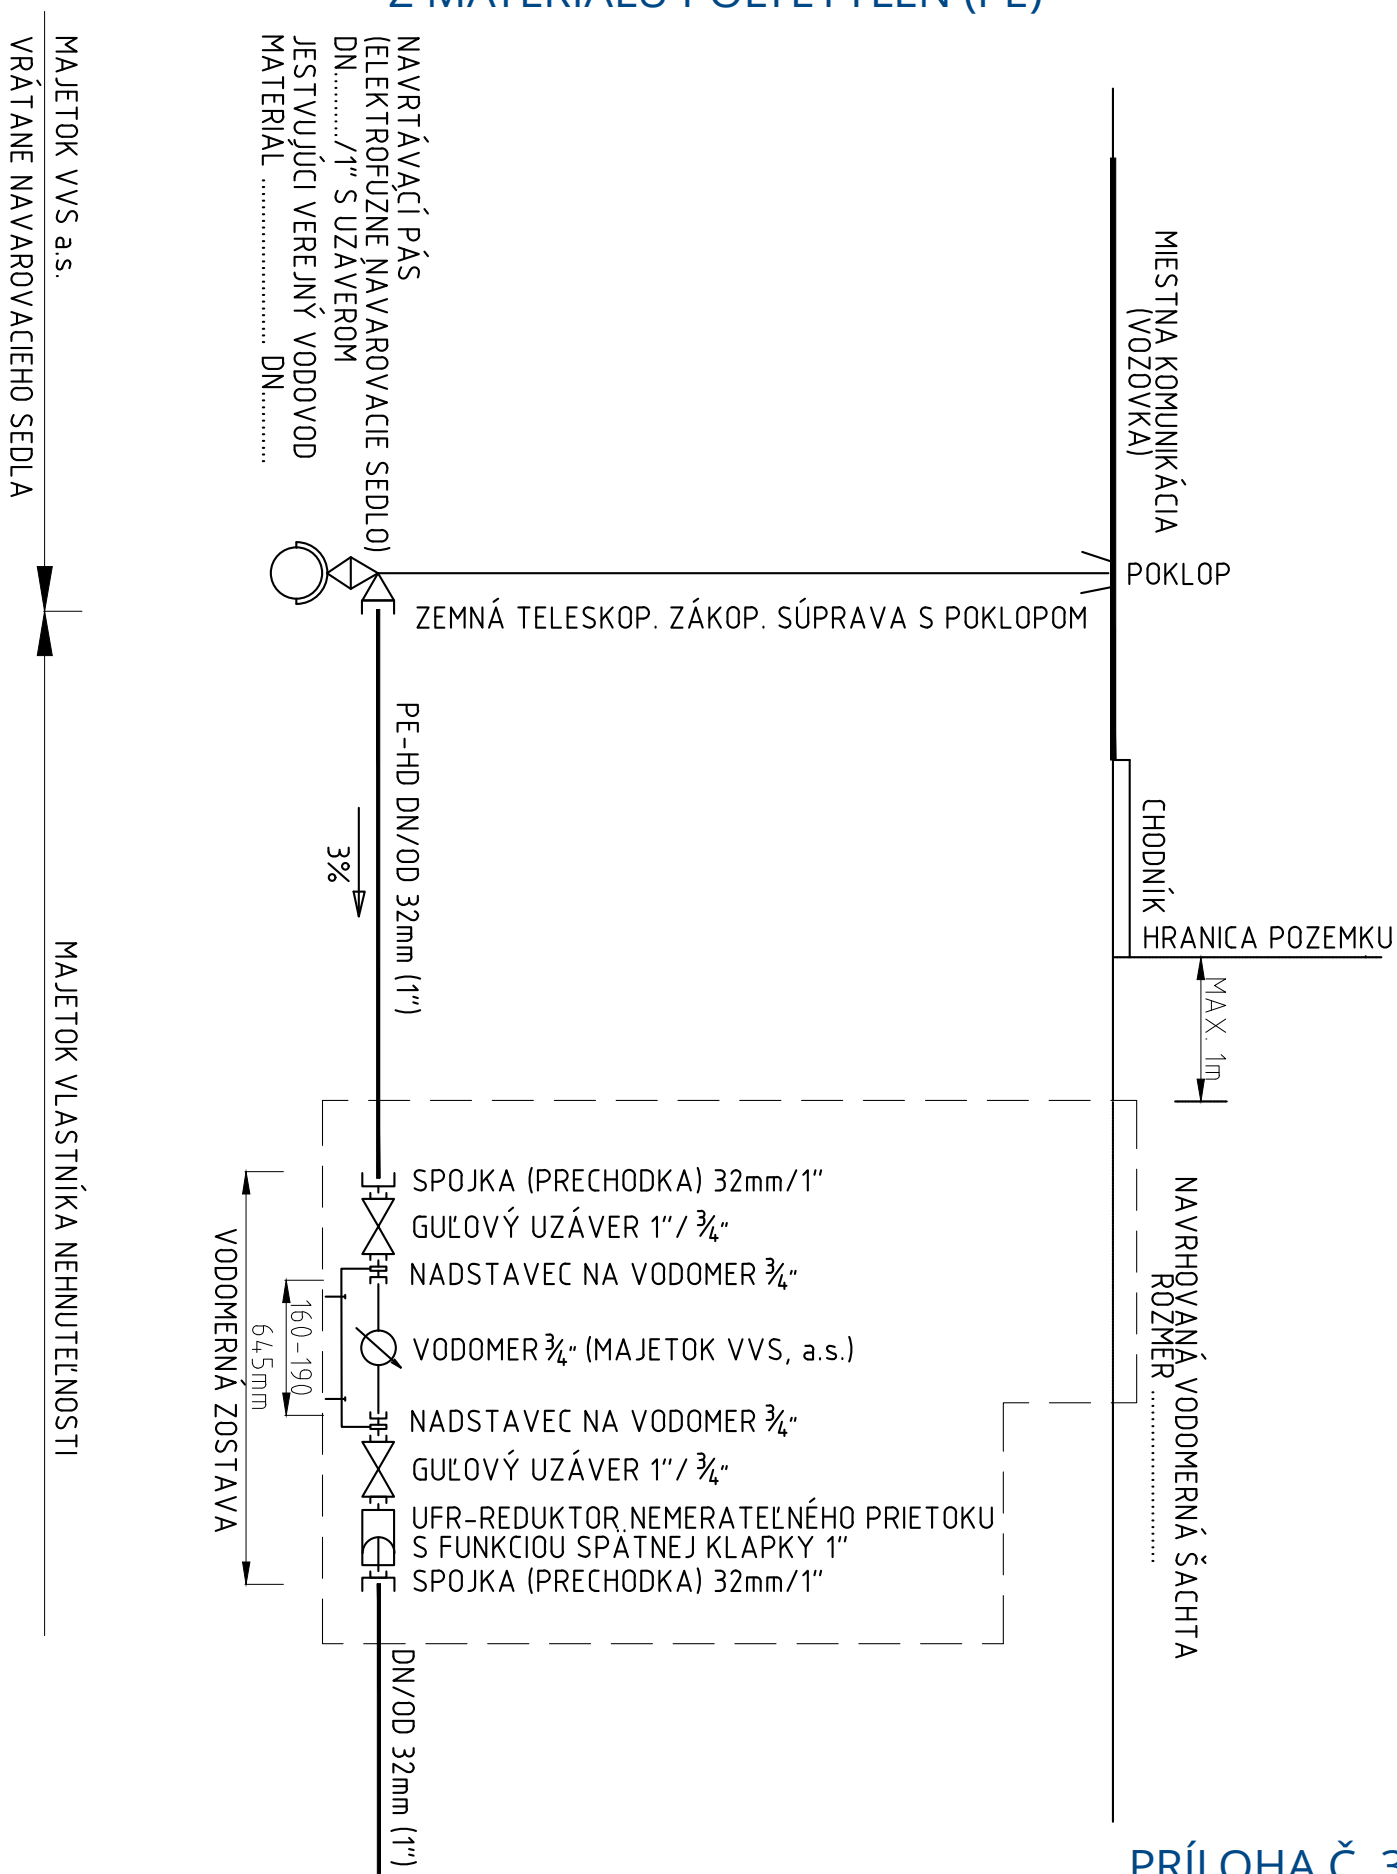 Z MATERIÁLU POLYETYLÉN (PE)
MIESTNA KOMUNIKÁCIA
(VOZOVKA)
POKLOP
CHODNÍK
HRANICA POZEMKU
MAX. 1m
NAVRHOVANÁ VODOMERNÁ ŠACHTA
ROZMER ........................
NAVRTÁVACÍ PÁS
(ELEKTROFÚZNE NAVAROVACIE SEDLO)
DN........../1" S UZÁVEROM
JESTVUJÚCI VEREJNÝ VODOVOD
MATERIÁL ........................ DN..........
ZEMNÁ TELESKOP. ZÁKOP. SÚPRAVA S POKLOPOM
PE-HD DN/OD 32mm (1")
3%
SPOJKA (PRECHODKA) 32mm/1"
GUĽOVÝ UZÁVER 1"/ ¾"
NADSTAVEC NA VODOMER ¾"
VODOMER ¾" (MAJETOK VVS, a.s.)
NADSTAVEC NA VODOMER ¾"
GUĽOVÝ UZÁVER 1"/ ¾"
UFR-REDUKTOR NEMERATEĽNÉHO PRIETOKU
S FUNKCIOU SPÄTNEJ KLAPKY 1"
SPOJKA (PRECHODKA) 32mm/1"
160-190
645mm
VODOMERNÁ ZOSTAVA
DN/OD 32mm (1")
MAJETOK VVS a.s.
VRÁTANE NAVAROVACIEHO SEDLA
MAJETOK VLASTNÍKA NEHNUTEĽNOSTI
PRÍLOHA Č. 3